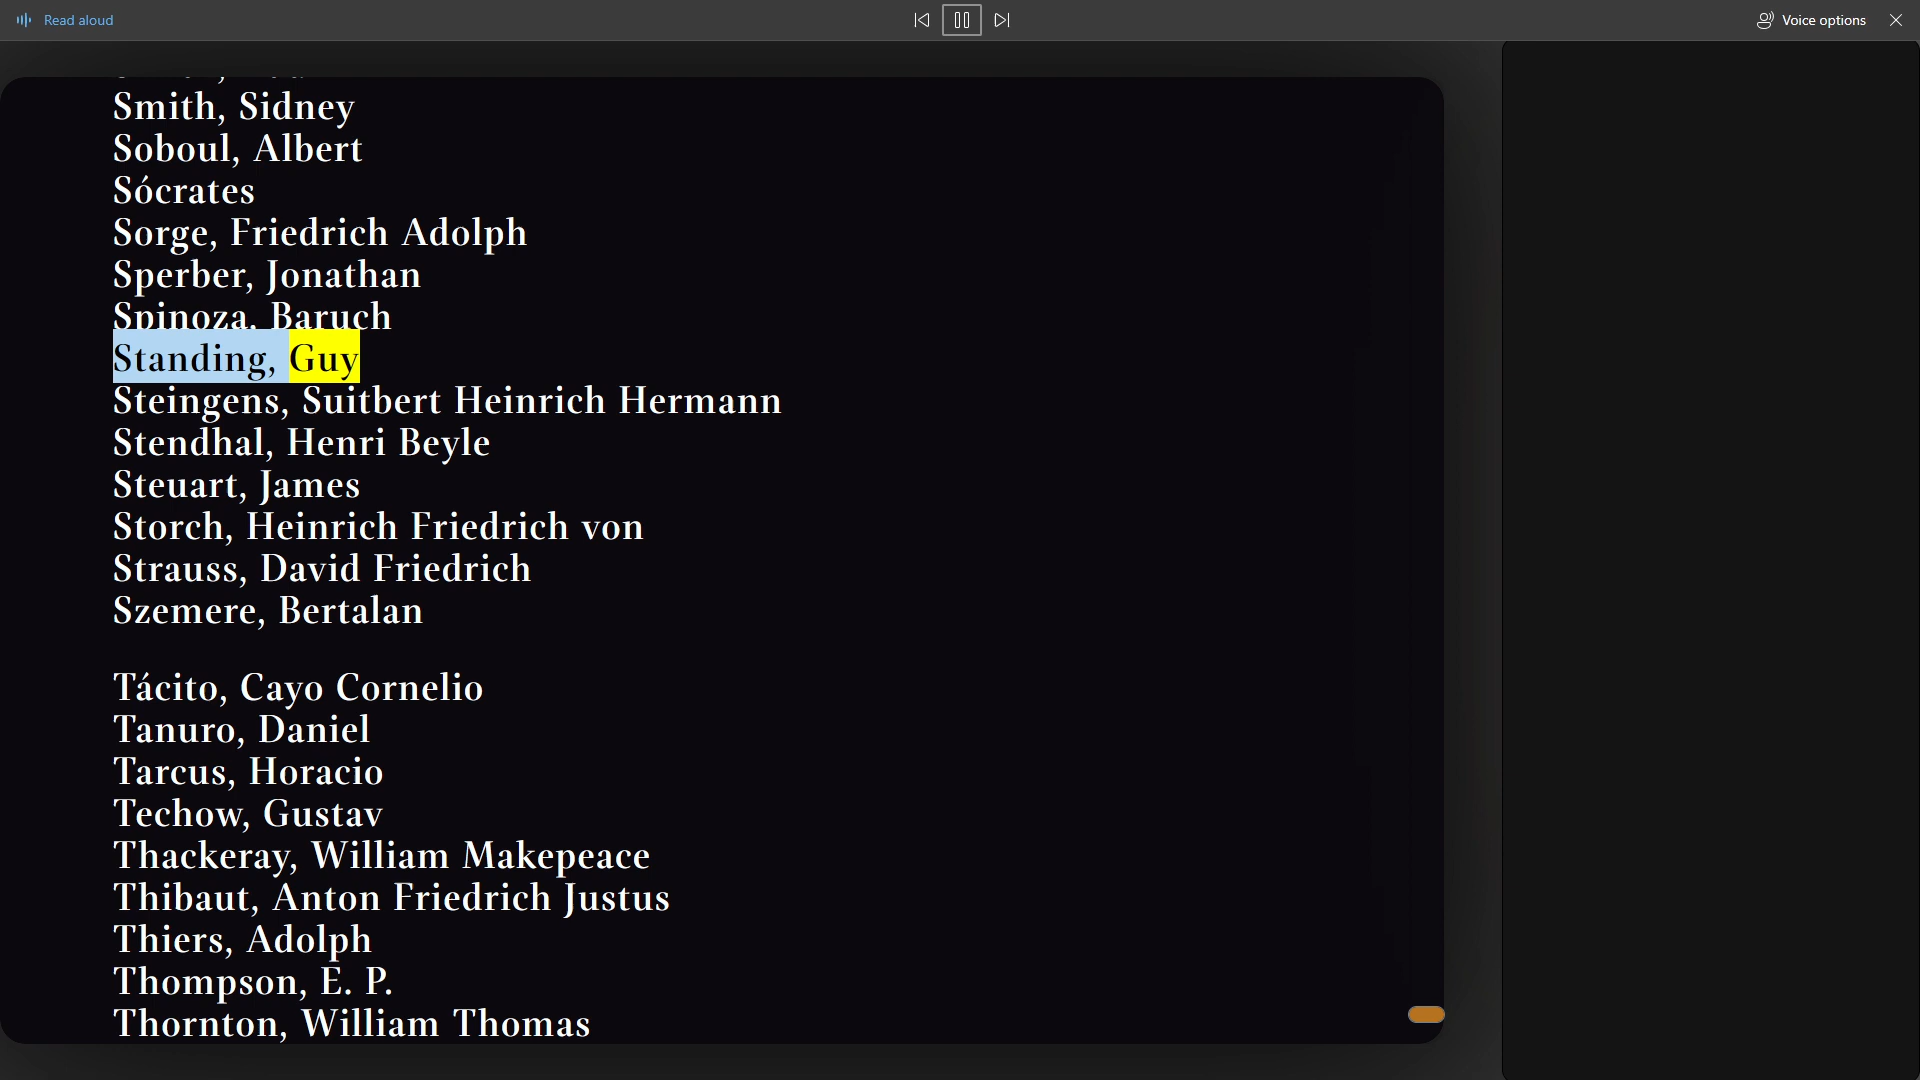 Read aloud
Voice options
Smith, Sidney
Soboul, Albert
Sócrates
Sorge, Friedrich Adolph
Sperber, Jonathan
Spinoza, Baruch
Standing, Guy
Steingens, Suitbert Heinrich Hermann
Stendhal, Henri Beyle
Steuart, James
Storch, Heinrich Friedrich von
Strauss, David Friedrich
Szemere, Bertalan
Tácito, Cayo Cornelio
Tanuro, Daniel
Tarcus, Horacio
Techow, Gustav
Thackeray, William Makepeace
Thibaut, Anton Friedrich Justus
Thiers, Adolph
Thompson, E. P.
Thornton, William Thomas